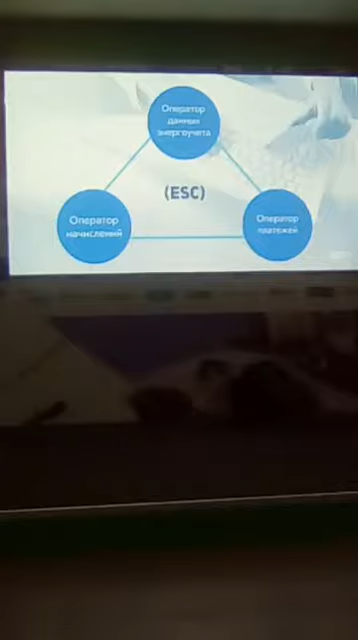 Оператор
данных
энергоучета
(ESC)
Оператор
начислений
Оператор
платежей